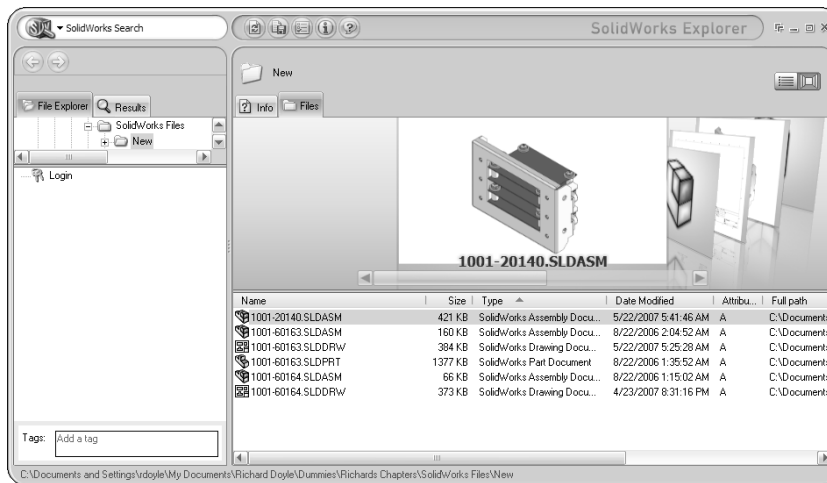 SolidWorks Search
SolidWorks Explorer
New
File Explorer Results
Info Files
SolidWorks Files
New
Login
1001-20140.SLDASM
Name Size Type Date Modified Attribu... Full path
1001-20140.SLDASM 421 KB SolidWorks Assembly Docu... 5/22/2007 5:41:46 AM A C:\Documents
1001-60163.SLDASM 160 KB SolidWorks Assembly Docu... 8/22/2006 2:04:52 AM A C:\Documents
1001-60163.SLDDRW 384 KB SolidWorks Drawing Docu... 5/22/2007 5:25:28 AM A C:\Documents
1001-60163.SLDPRT 1377 KB SolidWorks Part Document 8/22/2006 1:35:52 AM A C:\Documents
1001-60164.SLDASM 66 KB SolidWorks Assembly Docu... 8/22/2006 1:15:02 AM A C:\Documents
1001-60164.SLDDRW 373 KB SolidWorks Drawing Docu... 4/23/2007 8:31:16 PM A C:\Documents
Tags: Add a tag
C:\Documents and Settings\rdoyle\My Documents\Richard Doyle\Dummies\Richards Chapters\SolidWorks Files\New